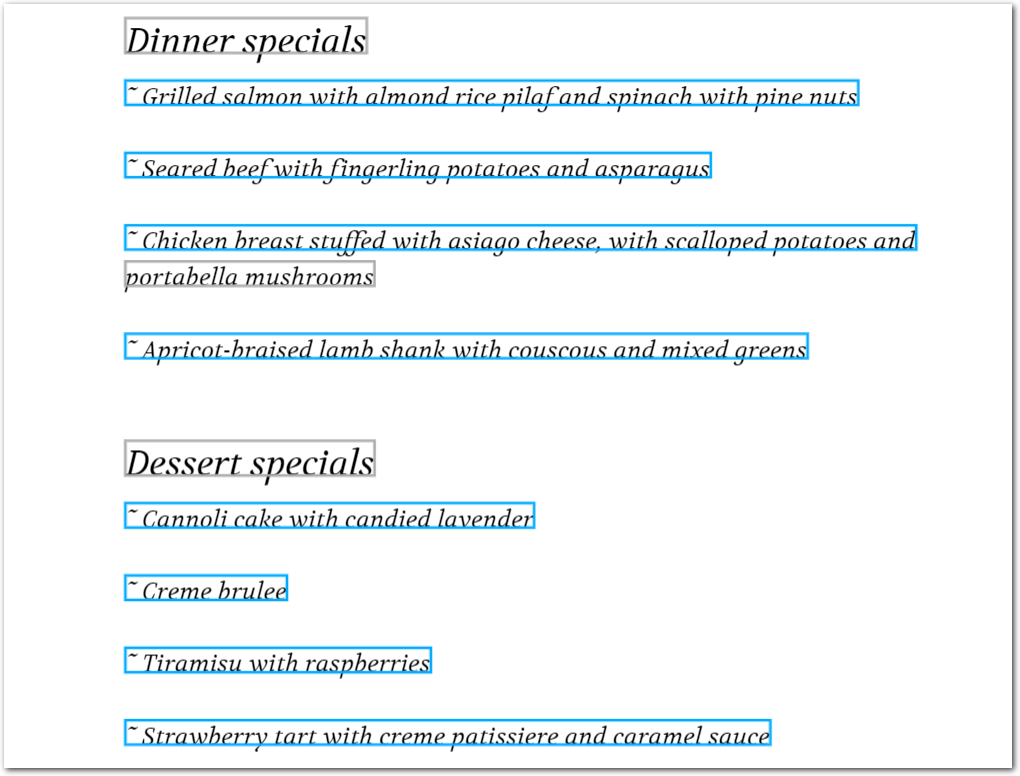 Dinner specials
~ Grilled salmon with almond rice pilaf and spinach with pine nuts
~ Seared beef with fingerling potatoes and asparagus
~ Chicken breast stuffed with asiago cheese, with scalloped potatoes and
portabella mushrooms
~ Apricot-braised lamb shank with couscous and mixed greens
Dessert specials
~ Cannoli cake with candied lavender
~ Creme brulee
~ Tiramisu with raspberries
~ Strawberry tart with creme patissiere and caramel sauce